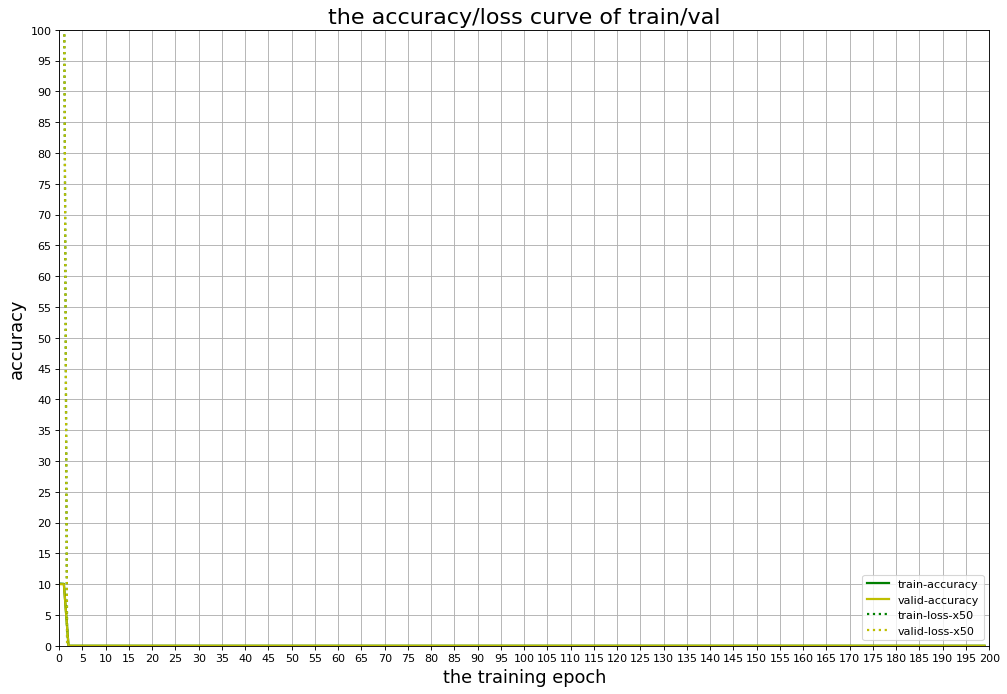 the accuracy/loss curve of train/val
100
95
90
85
80
75
70
65
60
55
50
45
40
35
30
25
20
15
10
5
0
accuracy
train-accuracy
valid-accuracy
train-loss-x50
valid-loss-x50
0 5 10 15 20 25 30 35 40 45 50 55 60 65 70 75 80 85 90 95 100 105 110 115 120 125 130 135 140 145 150 155 160 165 170 175 180 185 190 195 200
the training epoch